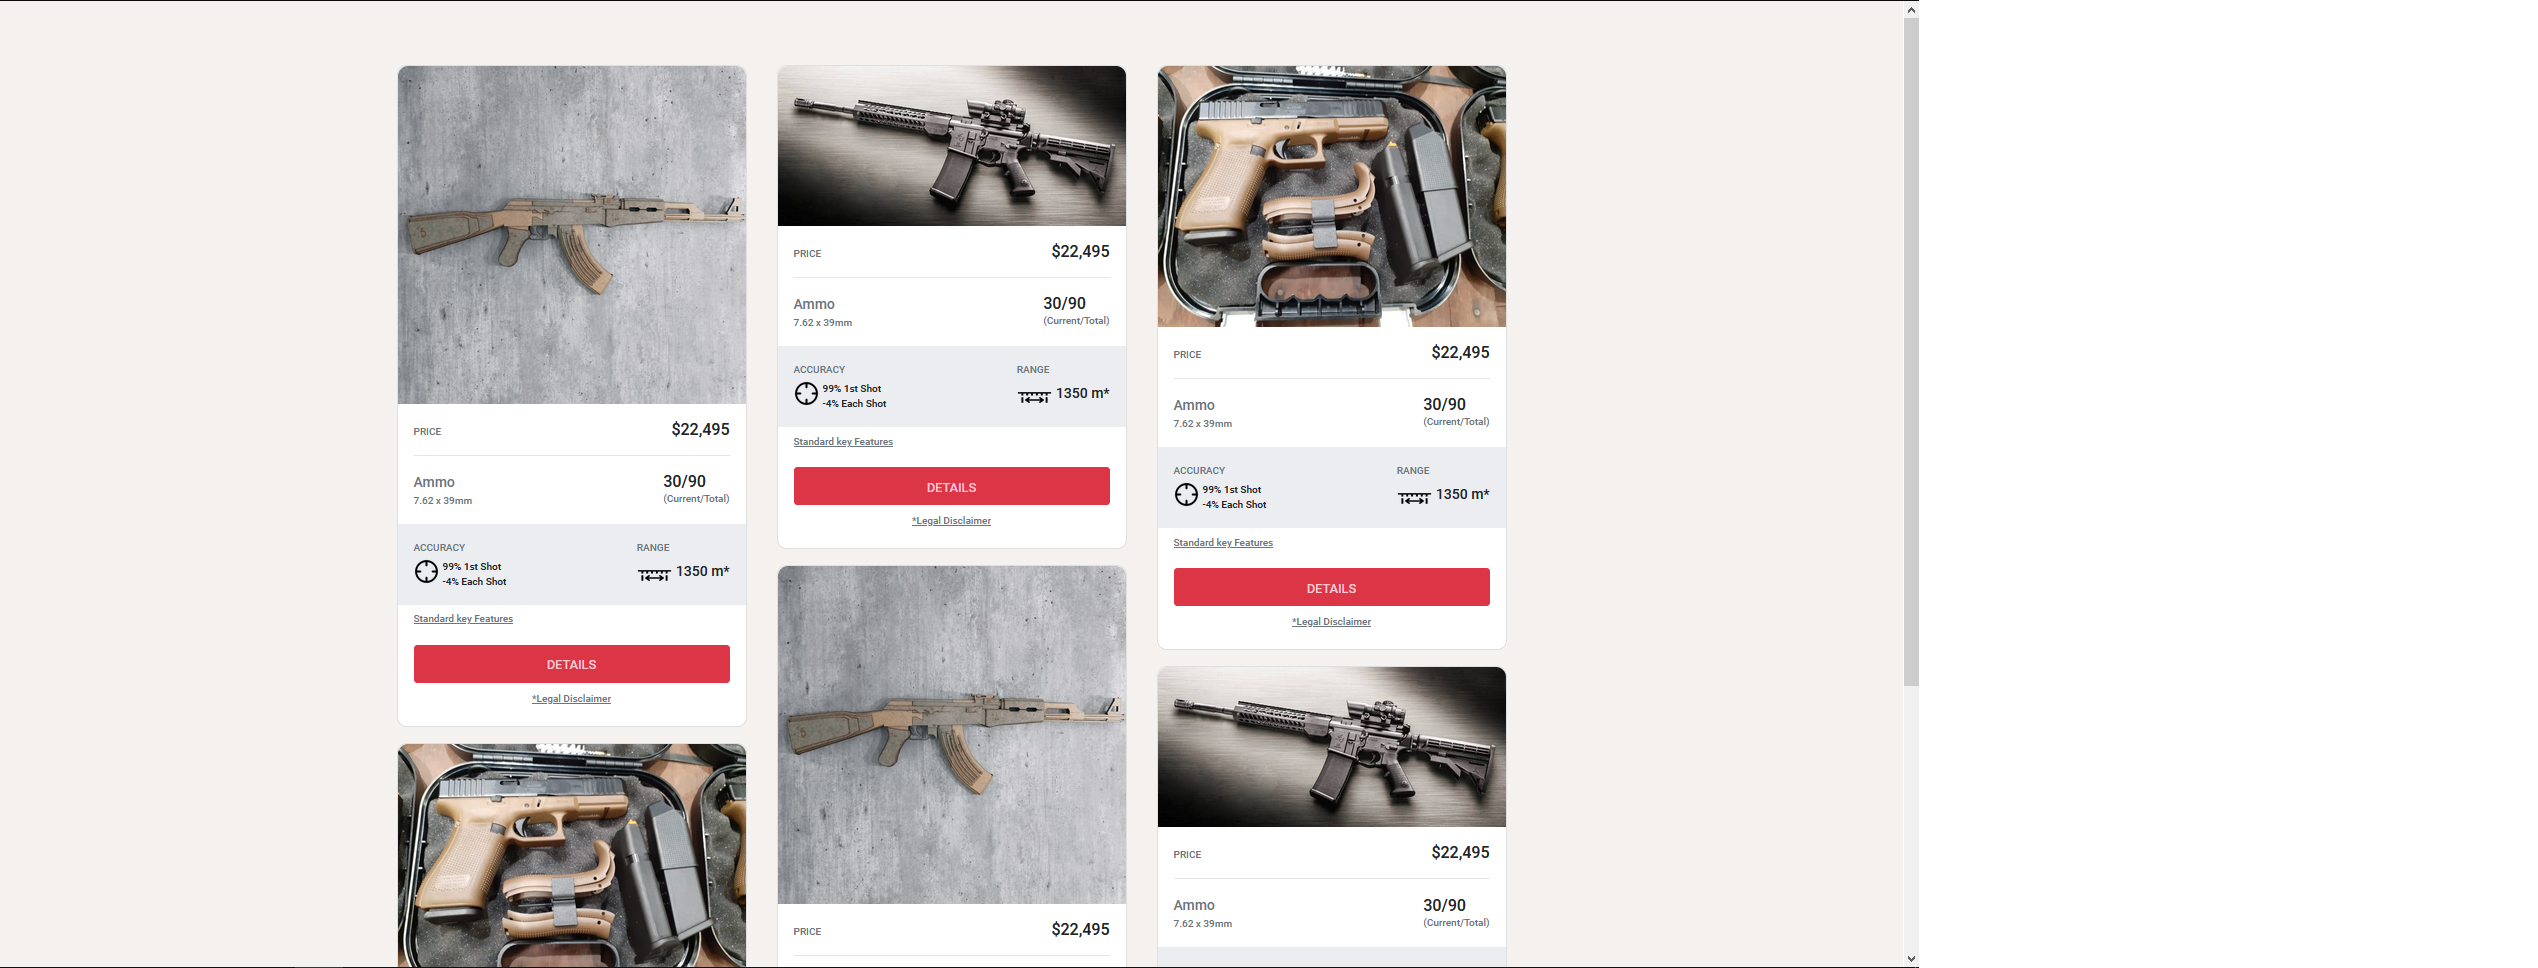 PRICE $22,495
Ammo 30/90
7.62 x 39mm (Current/Total)
ACCURACY RANGE
99% 1st Shot
-4% Each Shot
1350 m*
Standard key Features
DETAILS
*Legal Disclaimer
PRICE $22,495
Ammo 30/90
7.62 x 39mm (Current/Total)
ACCURACY RANGE
99% 1st Shot
-4% Each Shot
1350 m*
Standard key Features
DETAILS
*Legal Disclaimer
5
PRICE $22,495
PRICE $22,495
Ammo 30/90
7.62 x 39mm (Current/Total)
ACCURACY RANGE
99% 1st Shot
-4% Each Shot
1350 m*
Standard key Features
DETAILS
*Legal Disclaimer
PRICE $22,495
Ammo 30/90
7.62 x 39mm (Current/Total)